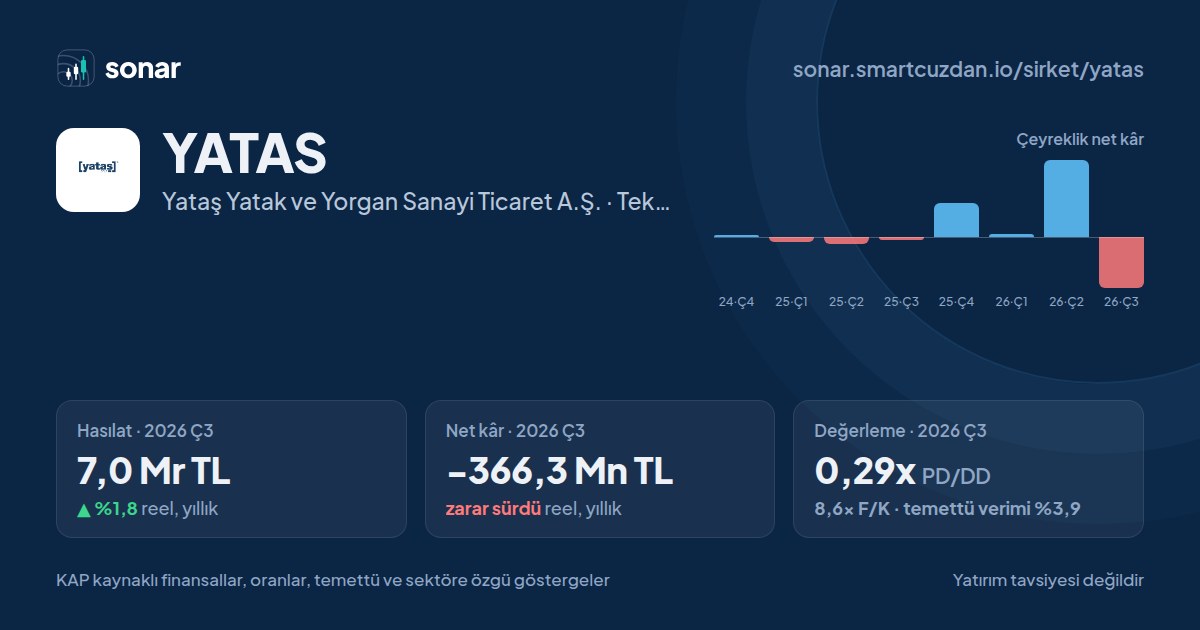 sonar
sonar.smartcuzdan.io/sirket/yatas
[yataş]
YATAS
Yataş Yatak ve Yorgan Sanayi Ticaret A.Ş. · Tek...
Çeyreklik net kâr
24·Ç4 25·Ç1 25·Ç2 25·Ç3 25·Ç4 26·Ç1 26·Ç2 26·Ç3
Hasılat · 2026 Ç3
7,0 Mr TL
▲ %1,8 reel, yıllık
Net kâr · 2026 Ç3
−366,3 Mn TL
zarar sürdü reel, yıllık
Değerleme · 2026 Ç3
0,29x PD/DD
8,6× F/K · temettü verimi %3,9
KAP kaynaklı finansallar, oranlar, temettü ve sektöre özgü göstergeler
Yatırım tavsiyesi değildir